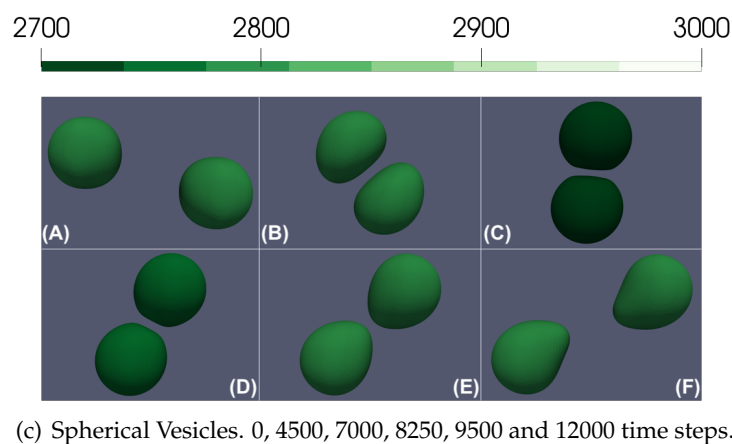 2700 2800 2900 3000
(A) (B) (C)
(D) (E) (F)
(c) Spherical Vesicles. 0, 4500, 7000, 8250, 9500 and 12000 time steps.